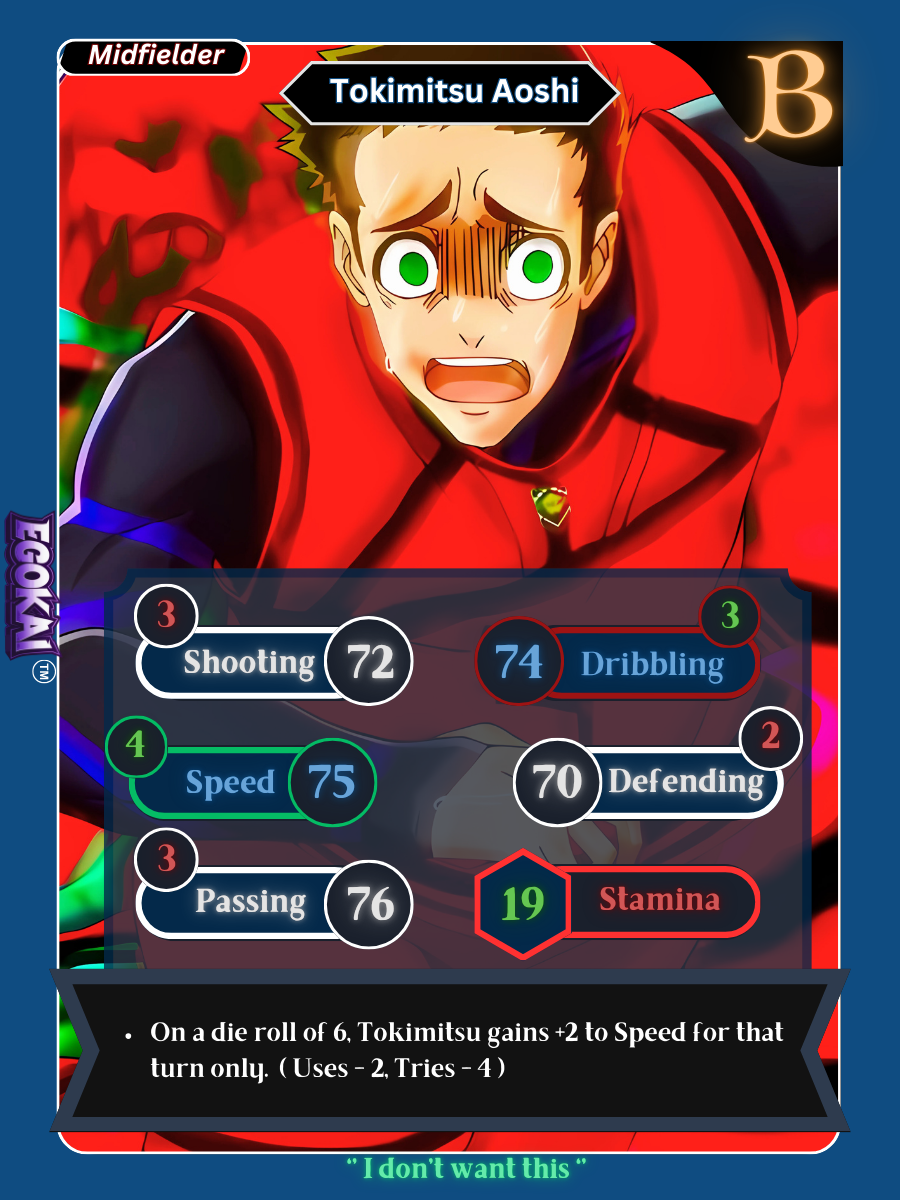 Midfielder
Tokimitsu Aoshi
B
EGOKAI
TM
3
Shooting 72
3
74 Dribbling
4
Speed 75
2
70 Defending
3
Passing 76
19 Stamina
• On a die roll of 6, Tokimitsu gains +2 to Speed for that
turn only. ( Uses - 2, Tries - 4 )
" I don't want this "